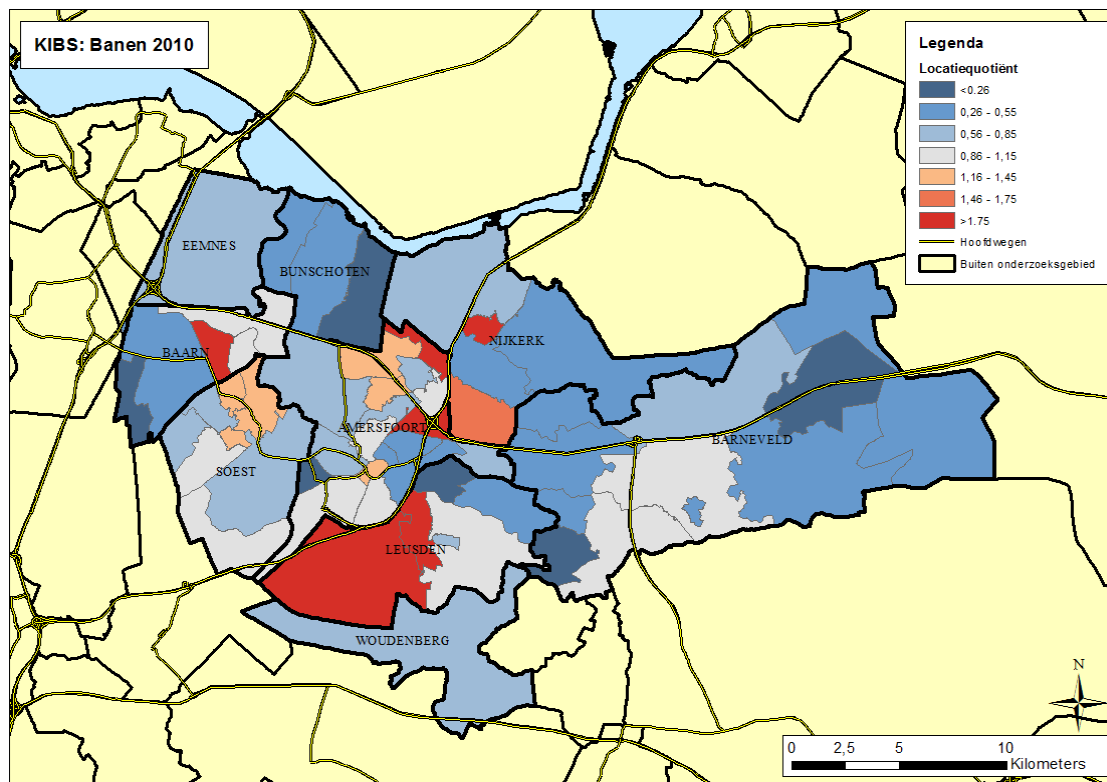 KIBS: Banen 2010
Legenda
Locatiequotiënt
<0.26
0,26 - 0,55
0,56 - 0,85
0,86 - 1,15
1,16 - 1,45
1,46 - 1,75
>1.75
Hoofdwegen
Buiten onderzoeksgebied
EEMNES
BUNSCHOTEN
NIJKERK
BAARN
AMERSFOORT
BARNEVELD
SOEST
LEUSDEN
WOUDENBERG
N
0 2,5 5 10
Kilometers